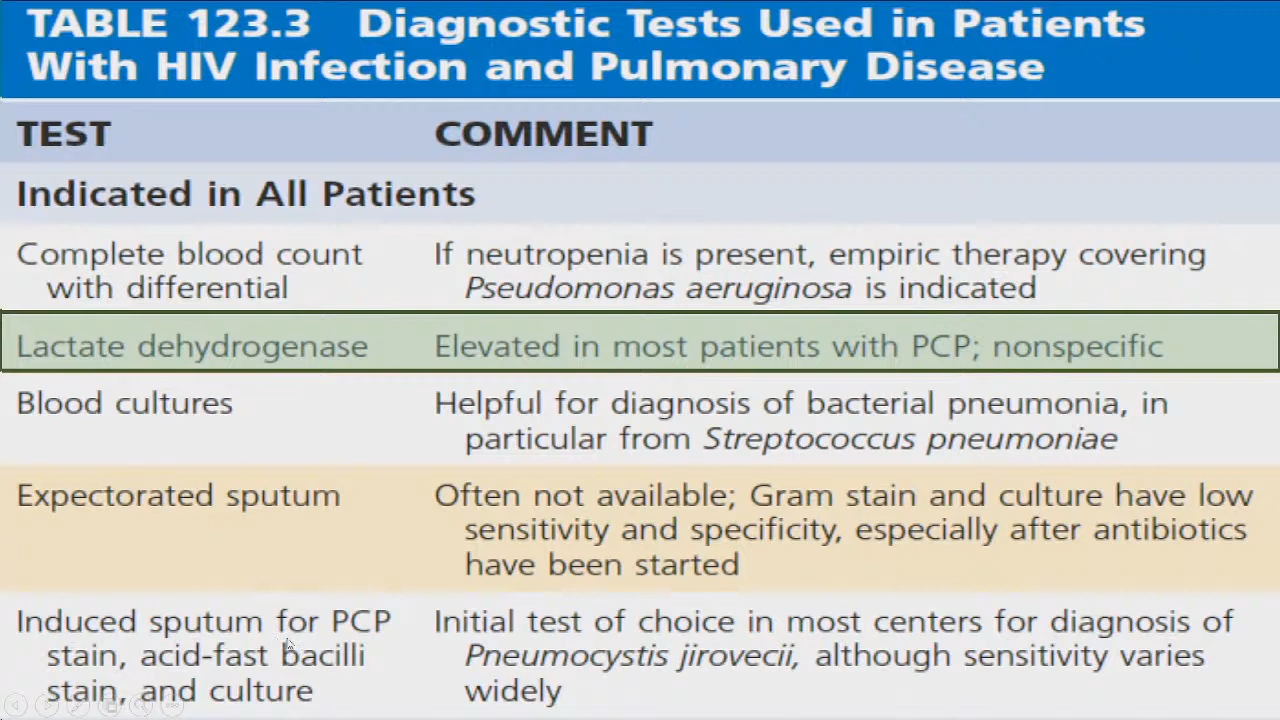 TABLE 123.3 Diagnostic Tests Used in Patients
With HIV Infection and Pulmonary Disease
TEST COMMENT
Indicated in All Patients
Complete blood count If neutropenia is present, empiric therapy covering
with differential Pseudomonas aeruginosa is indicated
Lactate dehydrogenase Elevated in most patients with PCP; nonspecific
Blood cultures Helpful for diagnosis of bacterial pneumonia, in
particular from Streptococcus pneumoniae
Expectorated sputum Often not available; Gram stain and culture have low
sensitivity and specificity, especially after antibiotics
have been started
Induced sputum for PCP Initial test of choice in most centers for diagnosis of
stain, acid-fast bacilli Pneumocystis jirovecii, although sensitivity varies
stain, and culture widely